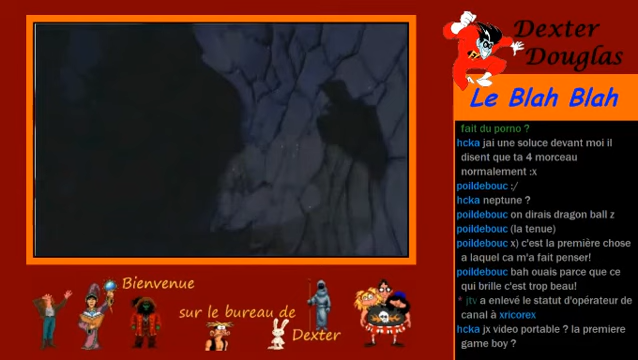 Dexter
Douglas
Le Blah Blah
fait du porno ?
hcka jai une soluce devant moi il
disent que ta 4 morceau
normalement :x
poildebouc :/
hcka neptune ?
poildebouc on dirais dragon ball z
poildebouc (la tenue)
poildebouc x) c'est la première chose
a laquel ca m'a fait penser!
poildebouc bah ouais parce que ce
qui brille c'est trop beau!
* jtv a enlevé le statut d'opérateur de
canal à xricorex
hcka jx video portable ? la premiere
game boy ?
Bienvenue
sur le bureau de
Dexter